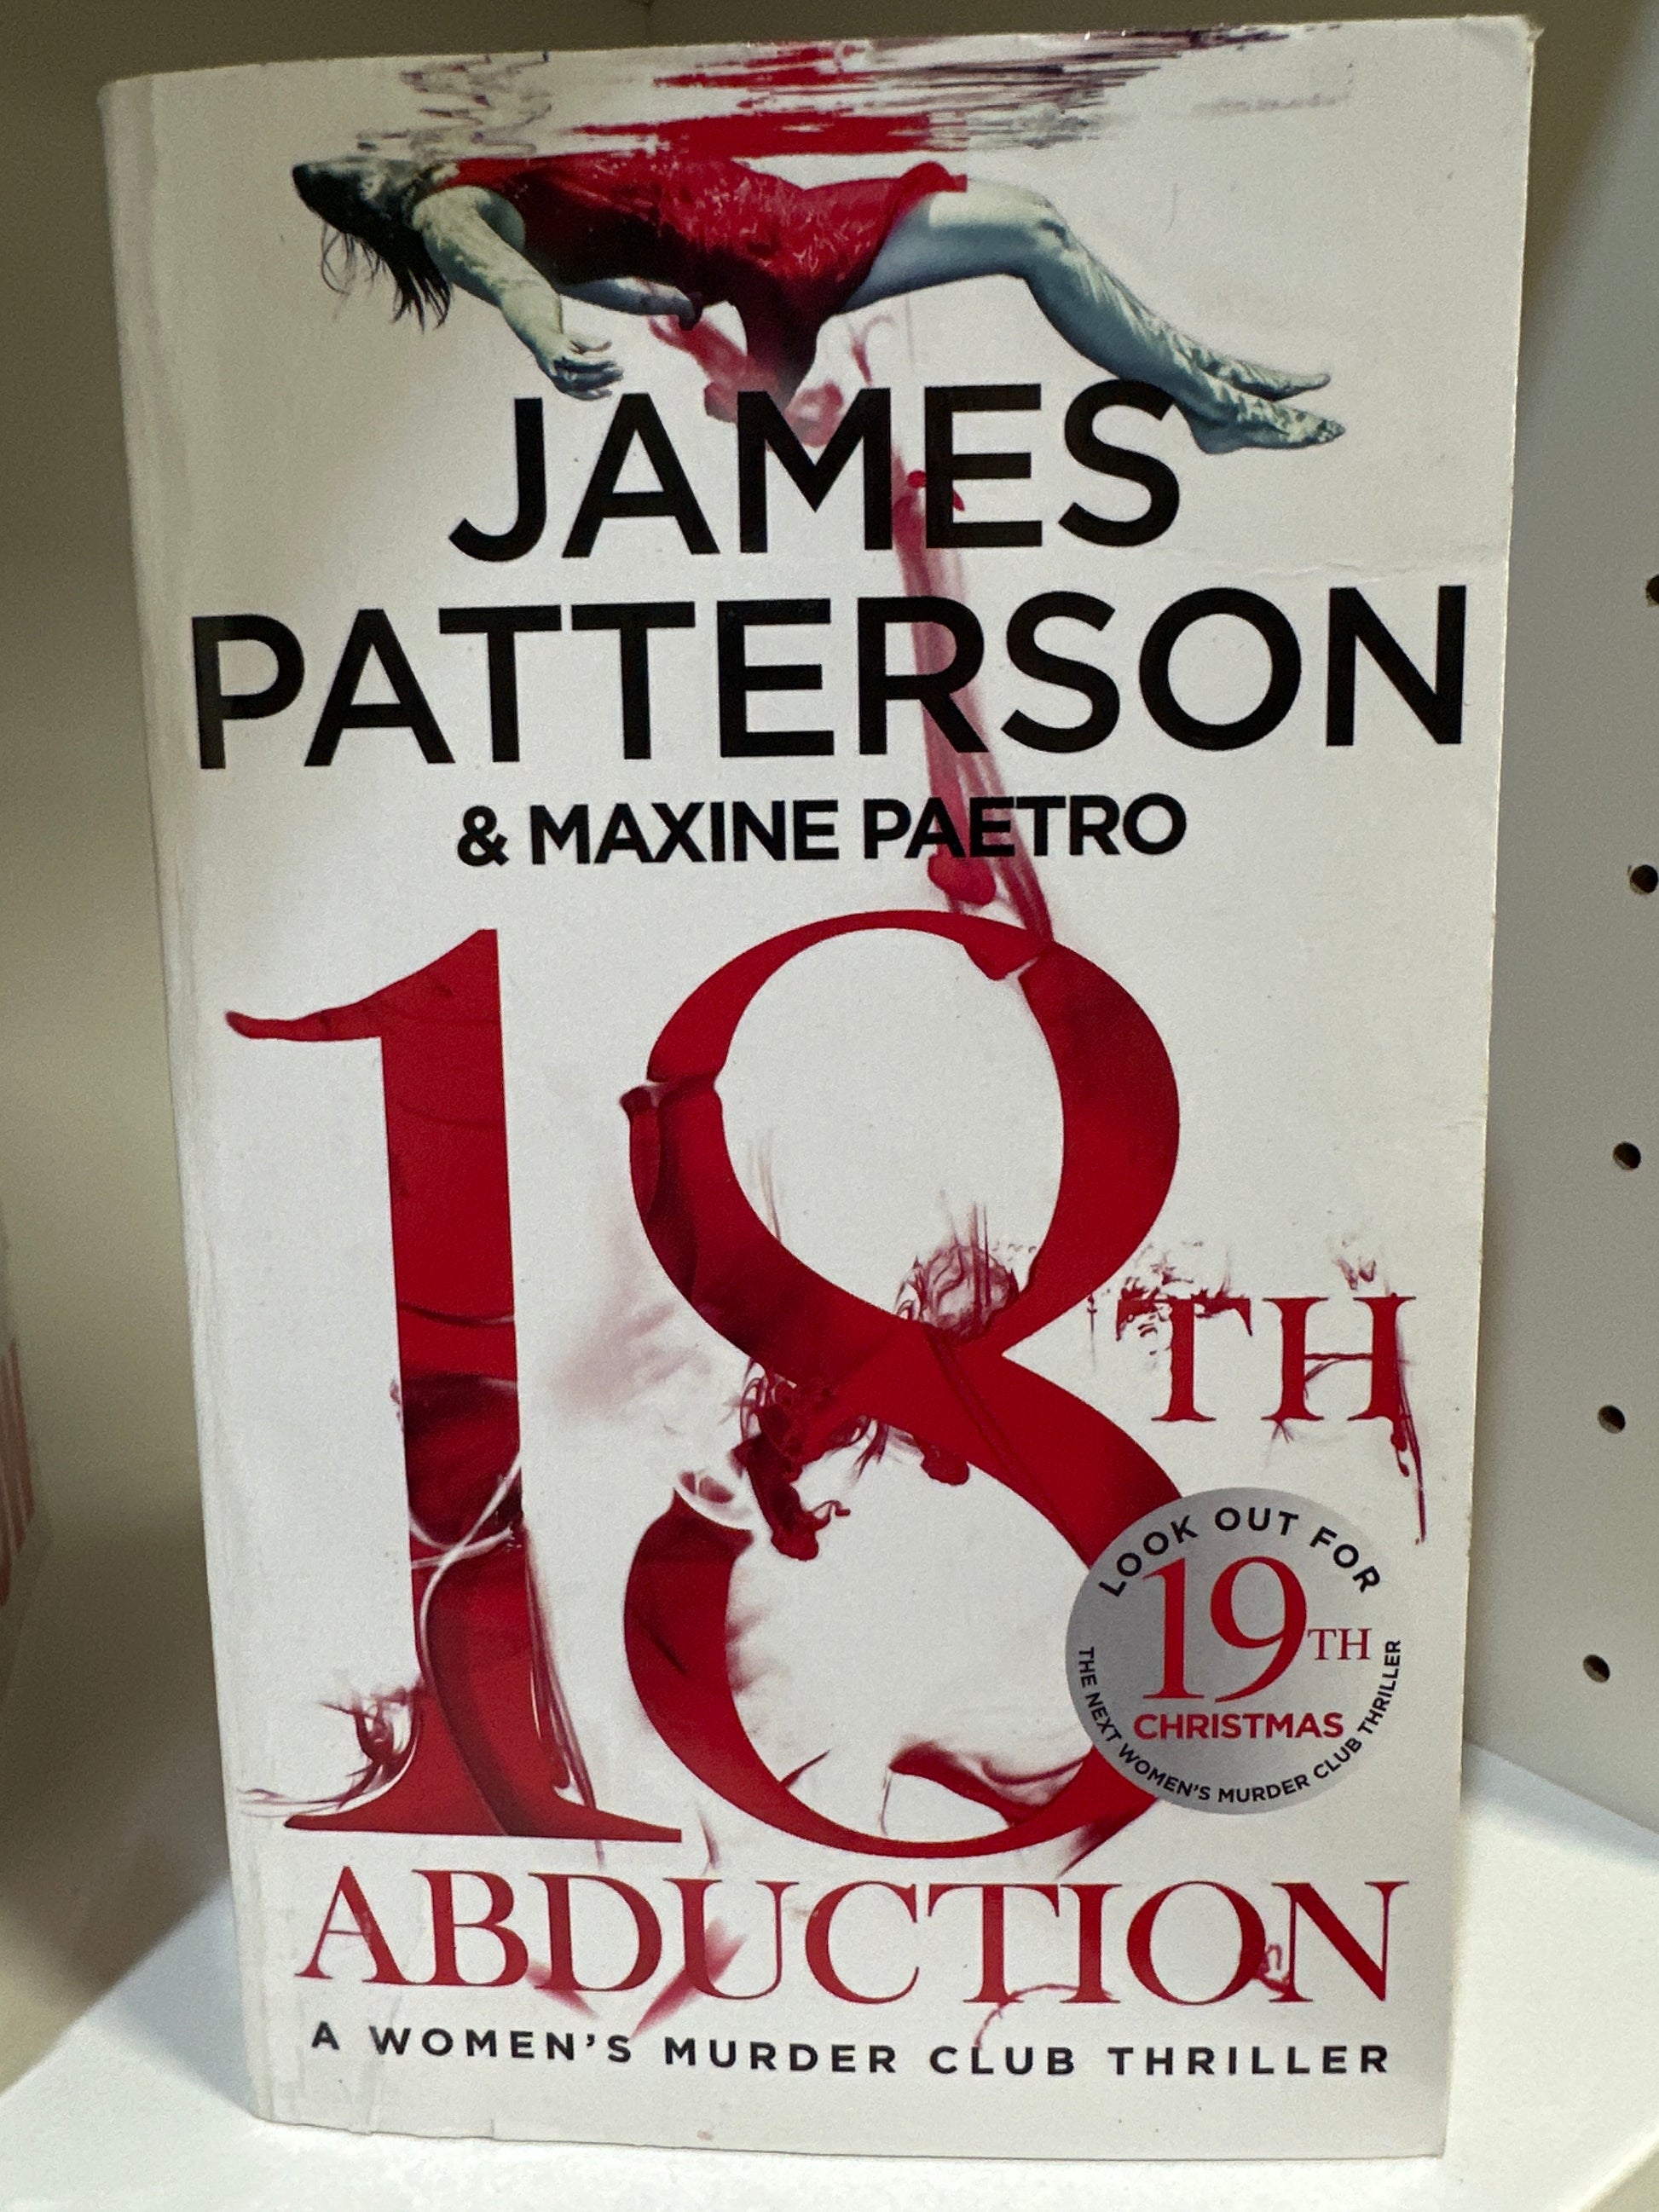 JAMES
PATTERSON
& MAXINE PAETRO
18TH
LOOK OUT FOR
19TH
CHRISTMAS
THE NEXT WOMEN'S MURDER CLUB THRILLER
ABDUCTION
A WOMEN'S MURDER CLUB THRILLER